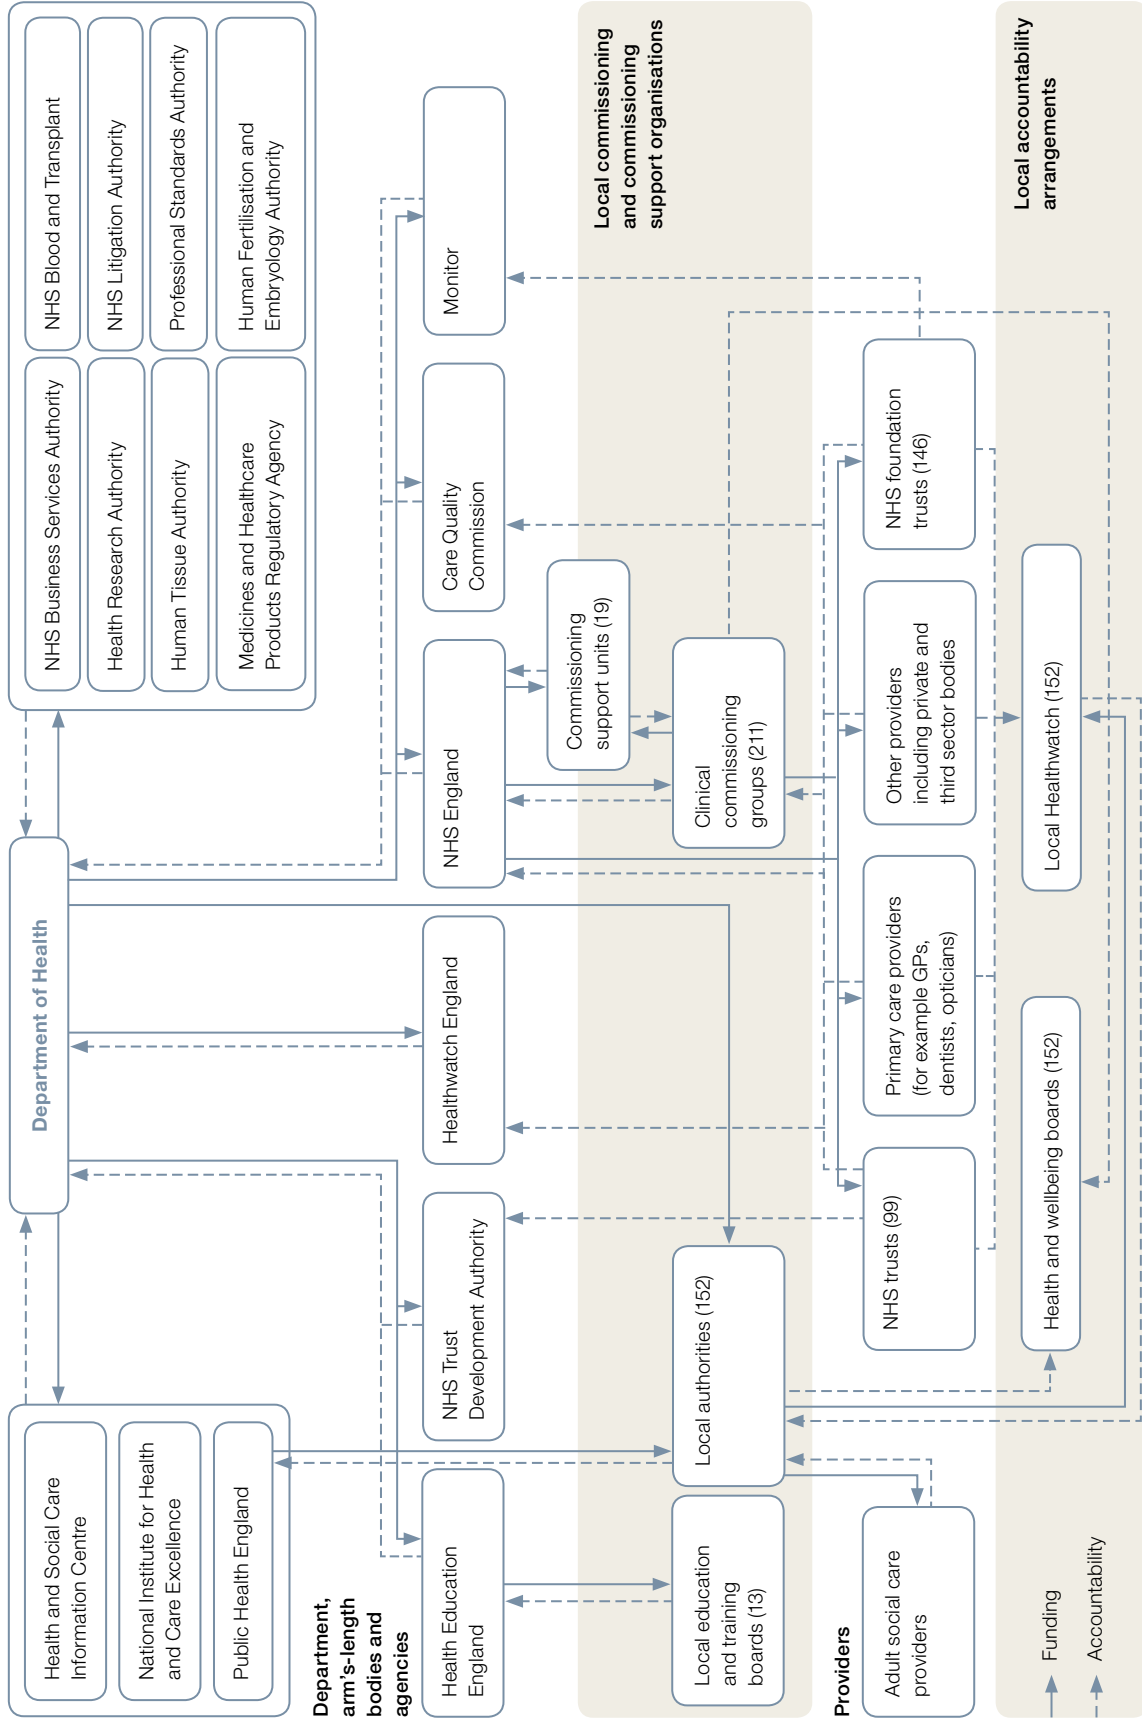 Health and Social Care
Information Centre
National Institute for Health
and Care Excellence
Public Health England
Department of Health
NHS Business Services Authority
NHS Blood and Transplant
Health Research Authority
NHS Litigation Authority
Human Tissue Authority
Professional Standards Authority
Medicines and Healthcare
Products Regulatory Agency
Human Fertilisation and
Embryology Authority
Department,
arm’s-length
bodies and
agencies
Health Education
England
NHS Trust
Development Authority
Healthwatch England
NHS England
Care Quality
Commission
Monitor
Commissioning
support units (19)
Local commissioning
and commissioning
support organisations
Local education
and training
boards (13)
Local authorities (152)
Clinical
commissioning
groups (211)
Providers
Adult social care
providers
NHS trusts (99)
Primary care providers
(for example GPs,
dentists, opticians)
Other providers
including private and
third sector bodies
NHS foundation
trusts (146)
Local accountability
arrangements
Health and wellbeing boards (152)
Local Healthwatch (152)
Funding
Accountability